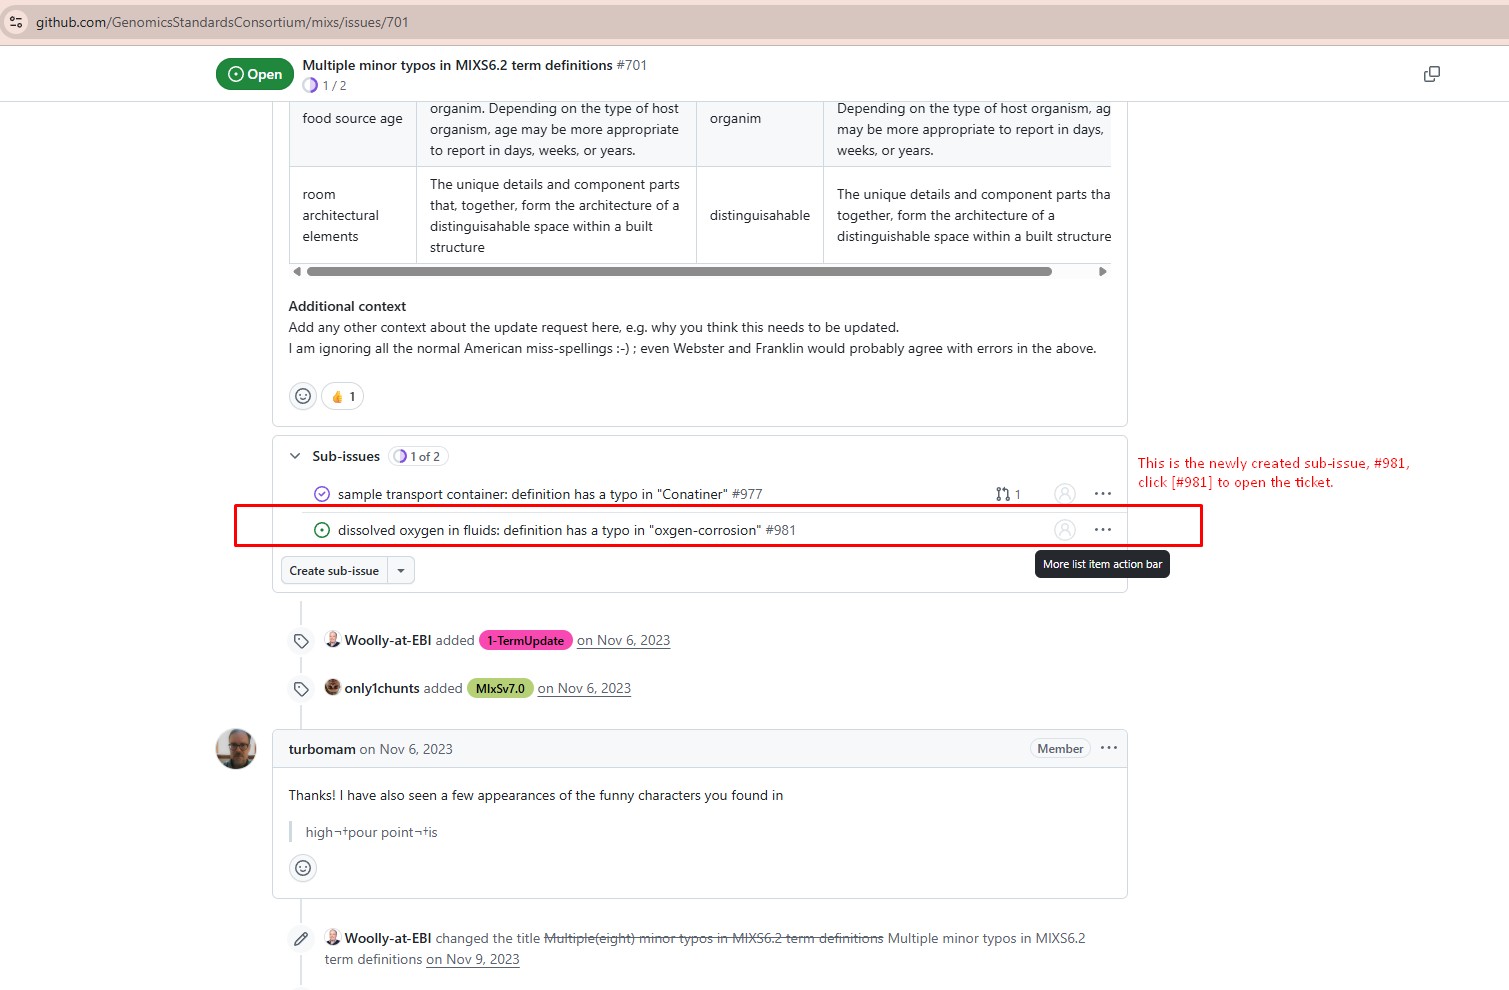 github.com/GenomicsStandardsConsortium/mixs/issues/701
Open
Multiple minor typos in MIXS6.2 term definitions #701
1 / 2
food source age
organim. Depending on the type of host
organism, age may be more appropriate
to report in days, weeks, or years.
organim
Depending on the type of host organism, ag
may be more appropriate to report in days,
weeks, or years.
room
architectural
elements
The unique details and component parts
that, together, form the architecture of a
distinguisahable space within a built
structure
distinguisahable
The unique details and component parts tha
together, form the architecture of a
distinguishable space within a built structure
Additional context
Add any other context about the update request here, e.g. why you think this needs to be updated.
I am ignoring all the normal American miss-spellings :-) ; even Webster and Franklin would probably agree with errors in the above.
1
Sub-issues 1 of 2
This is the newly created sub-issue, #981,
click [#981] to open the ticket.
sample transport container: definition has a typo in "Conatiner" #977
1
dissolved oxygen in fluids: definition has a typo in "oxgen-corrosion" #981
More list item action bar
Create sub-issue
Woolly-at-EBI added 1-TermUpdate on Nov 6, 2023
only1chunts added MIxSv7.0 on Nov 6, 2023
turbomam on Nov 6, 2023
Member
Thanks! I have also seen a few appearances of the funny characters you found in
high¬†pour point¬†is
Woolly-at-EBI changed the title Multiple(eight) minor typos in MIXS6.2 term definitions Multiple minor typos in MIXS6.2
term definitions on Nov 9, 2023